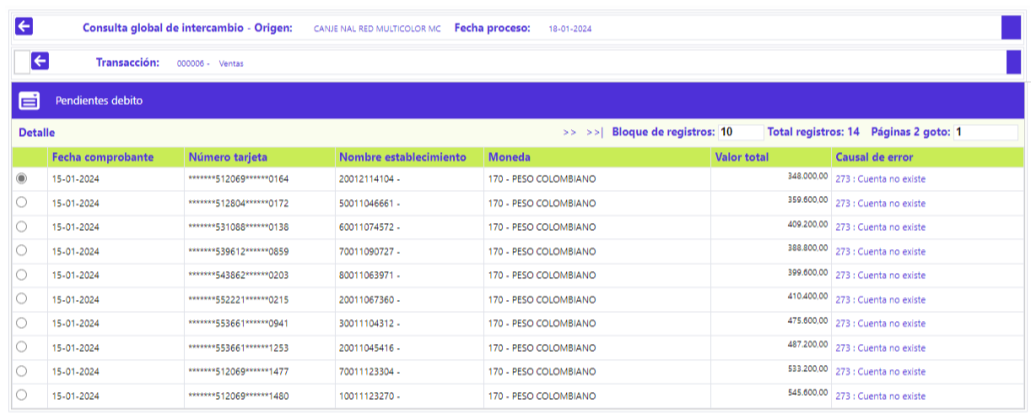 Consulta global de intercambio - Origen: CANJE NAL RED MULTICOLOR MC Fecha proceso: 18-01-2024
Transacción: 000006 - Ventas
Pendientes debito
Detalle >> >>| Bloque de registros: 10 Total registros: 14 Páginas 2 goto: 1
Fecha comprobante Número tarjeta Nombre establecimiento Moneda Valor total Causal de error
15-01-2024 *******512069******0164 20012114104 - 170 - PESO COLOMBIANO 348.000.00 273 : Cuenta no existe
15-01-2024 *******512804******0172 50011046661 - 170 - PESO COLOMBIANO 359.600.00 273 : Cuenta no existe
15-01-2024 *******531088******0138 60011074572 - 170 - PESO COLOMBIANO 409.200.00 273 : Cuenta no existe
15-01-2024 *******539612******0859 70011090727 - 170 - PESO COLOMBIANO 388.800.00 273 : Cuenta no existe
15-01-2024 *******543862******0203 80011063971 - 170 - PESO COLOMBIANO 399.600.00 273 : Cuenta no existe
15-01-2024 *******552221******0215 20011067360 - 170 - PESO COLOMBIANO 410.400.00 273 : Cuenta no existe
15-01-2024 *******553661******0941 30011104312 - 170 - PESO COLOMBIANO 475.600.00 273 : Cuenta no existe
15-01-2024 *******553661******1253 20011045416 - 170 - PESO COLOMBIANO 487.200.00 273 : Cuenta no existe
15-01-2024 *******512069******1477 70011123304 - 170 - PESO COLOMBIANO 533.200.00 273 : Cuenta no existe
15-01-2024 *******512069******1480 10011123270 - 170 - PESO COLOMBIANO 545.600.00 273 : Cuenta no existe